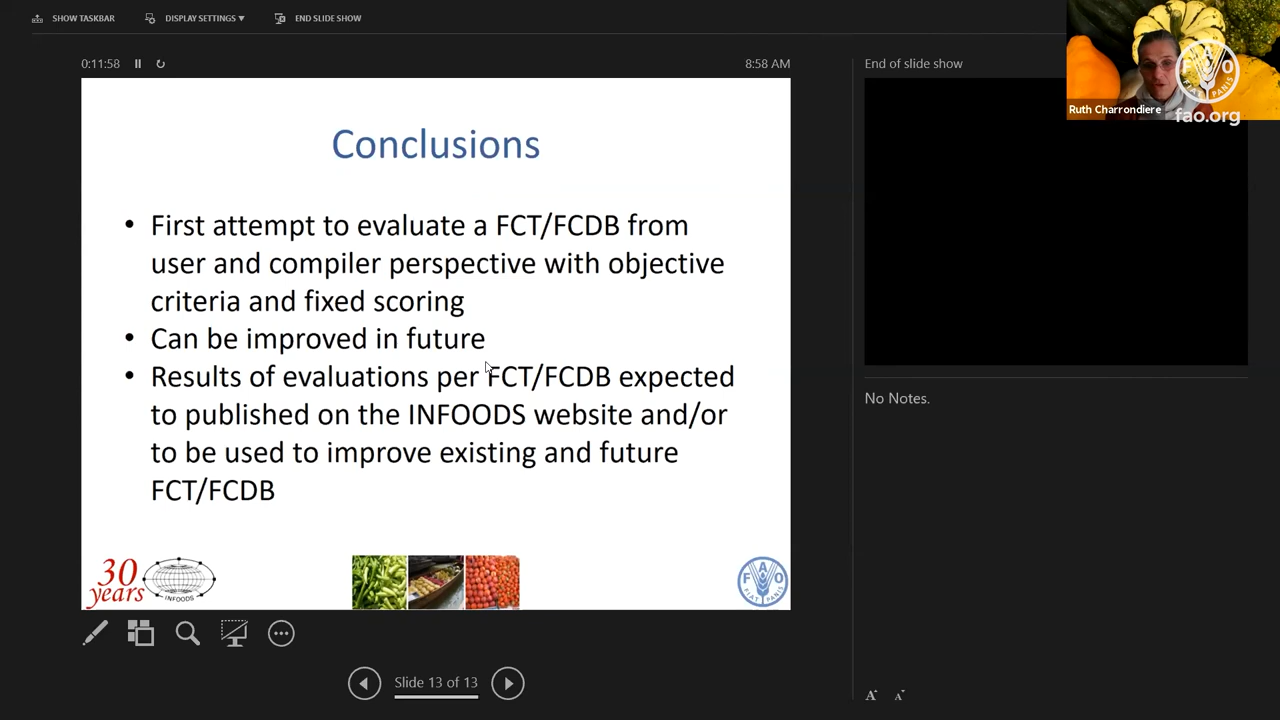 SHOW TASKBAR
DISPLAY SETTINGS ▼
END SLIDE SHOW
0:11:58
8:58 AM
End of slide show
Ruth Charrondiere
F A O
FIAT PANIS
fao.org
Conclusions
• First attempt to evaluate a FCT/FCDB from
user and compiler perspective with objective
criteria and fixed scoring
• Can be improved in future
• Results of evaluations per FCT/FCDB expected
to published on the INFOODS website and/or
to be used to improve existing and future
FCT/FCDB
No Notes.
30
years
INFOODS
F A O
FIAT PANIS
Slide 13 of 13
A
A